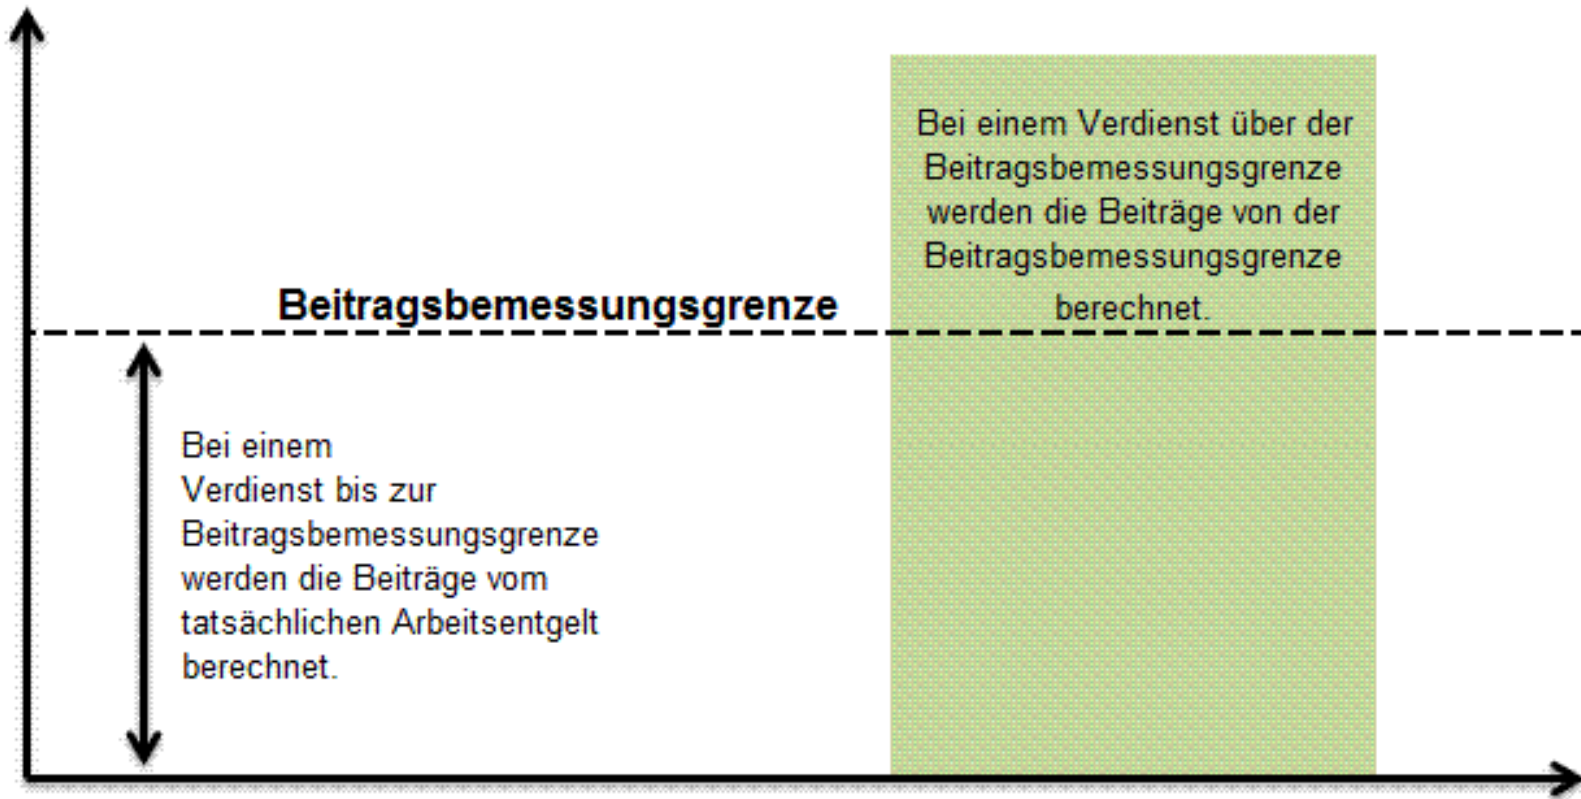 Bei einem Verdienst über der
Beitragsbemessungsgrenze
werden die Beiträge von der
Beitragsbemessungsgrenze
berechnet.
Beitragsbemessungsgrenze
Bei einem
Verdienst bis zur
Beitragsbemessungsgrenze
werden die Beiträge vom
tatsächlichen Arbeitsentgelt
berechnet.